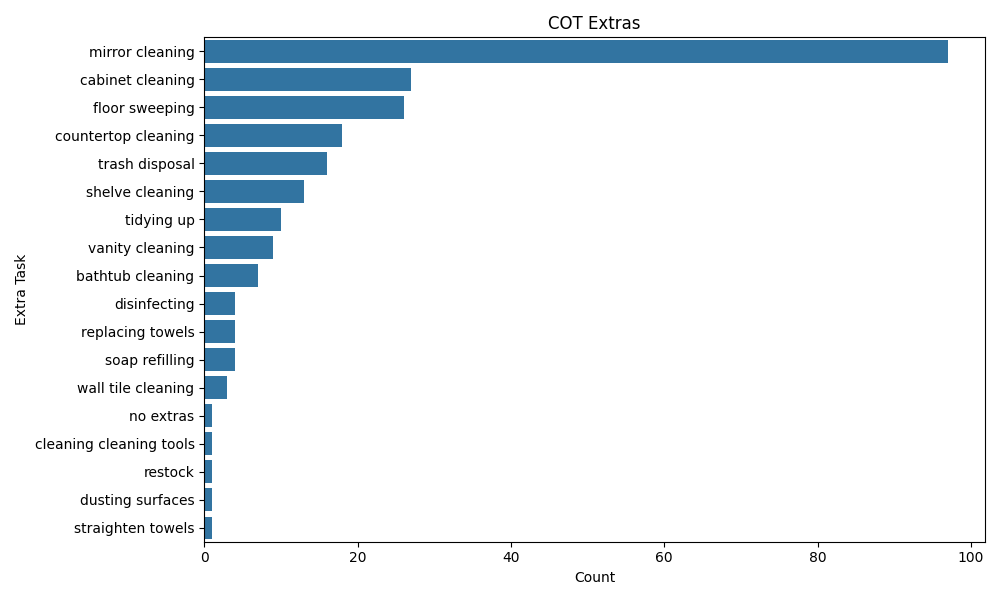 COT Extras
Extra Task
mirror cleaning
cabinet cleaning
floor sweeping
countertop cleaning
trash disposal
shelve cleaning
tidying up
vanity cleaning
bathtub cleaning
disinfecting
replacing towels
soap refilling
wall tile cleaning
no extras
cleaning cleaning tools
restock
dusting surfaces
straighten towels
0 20 40 60 80 100
Count